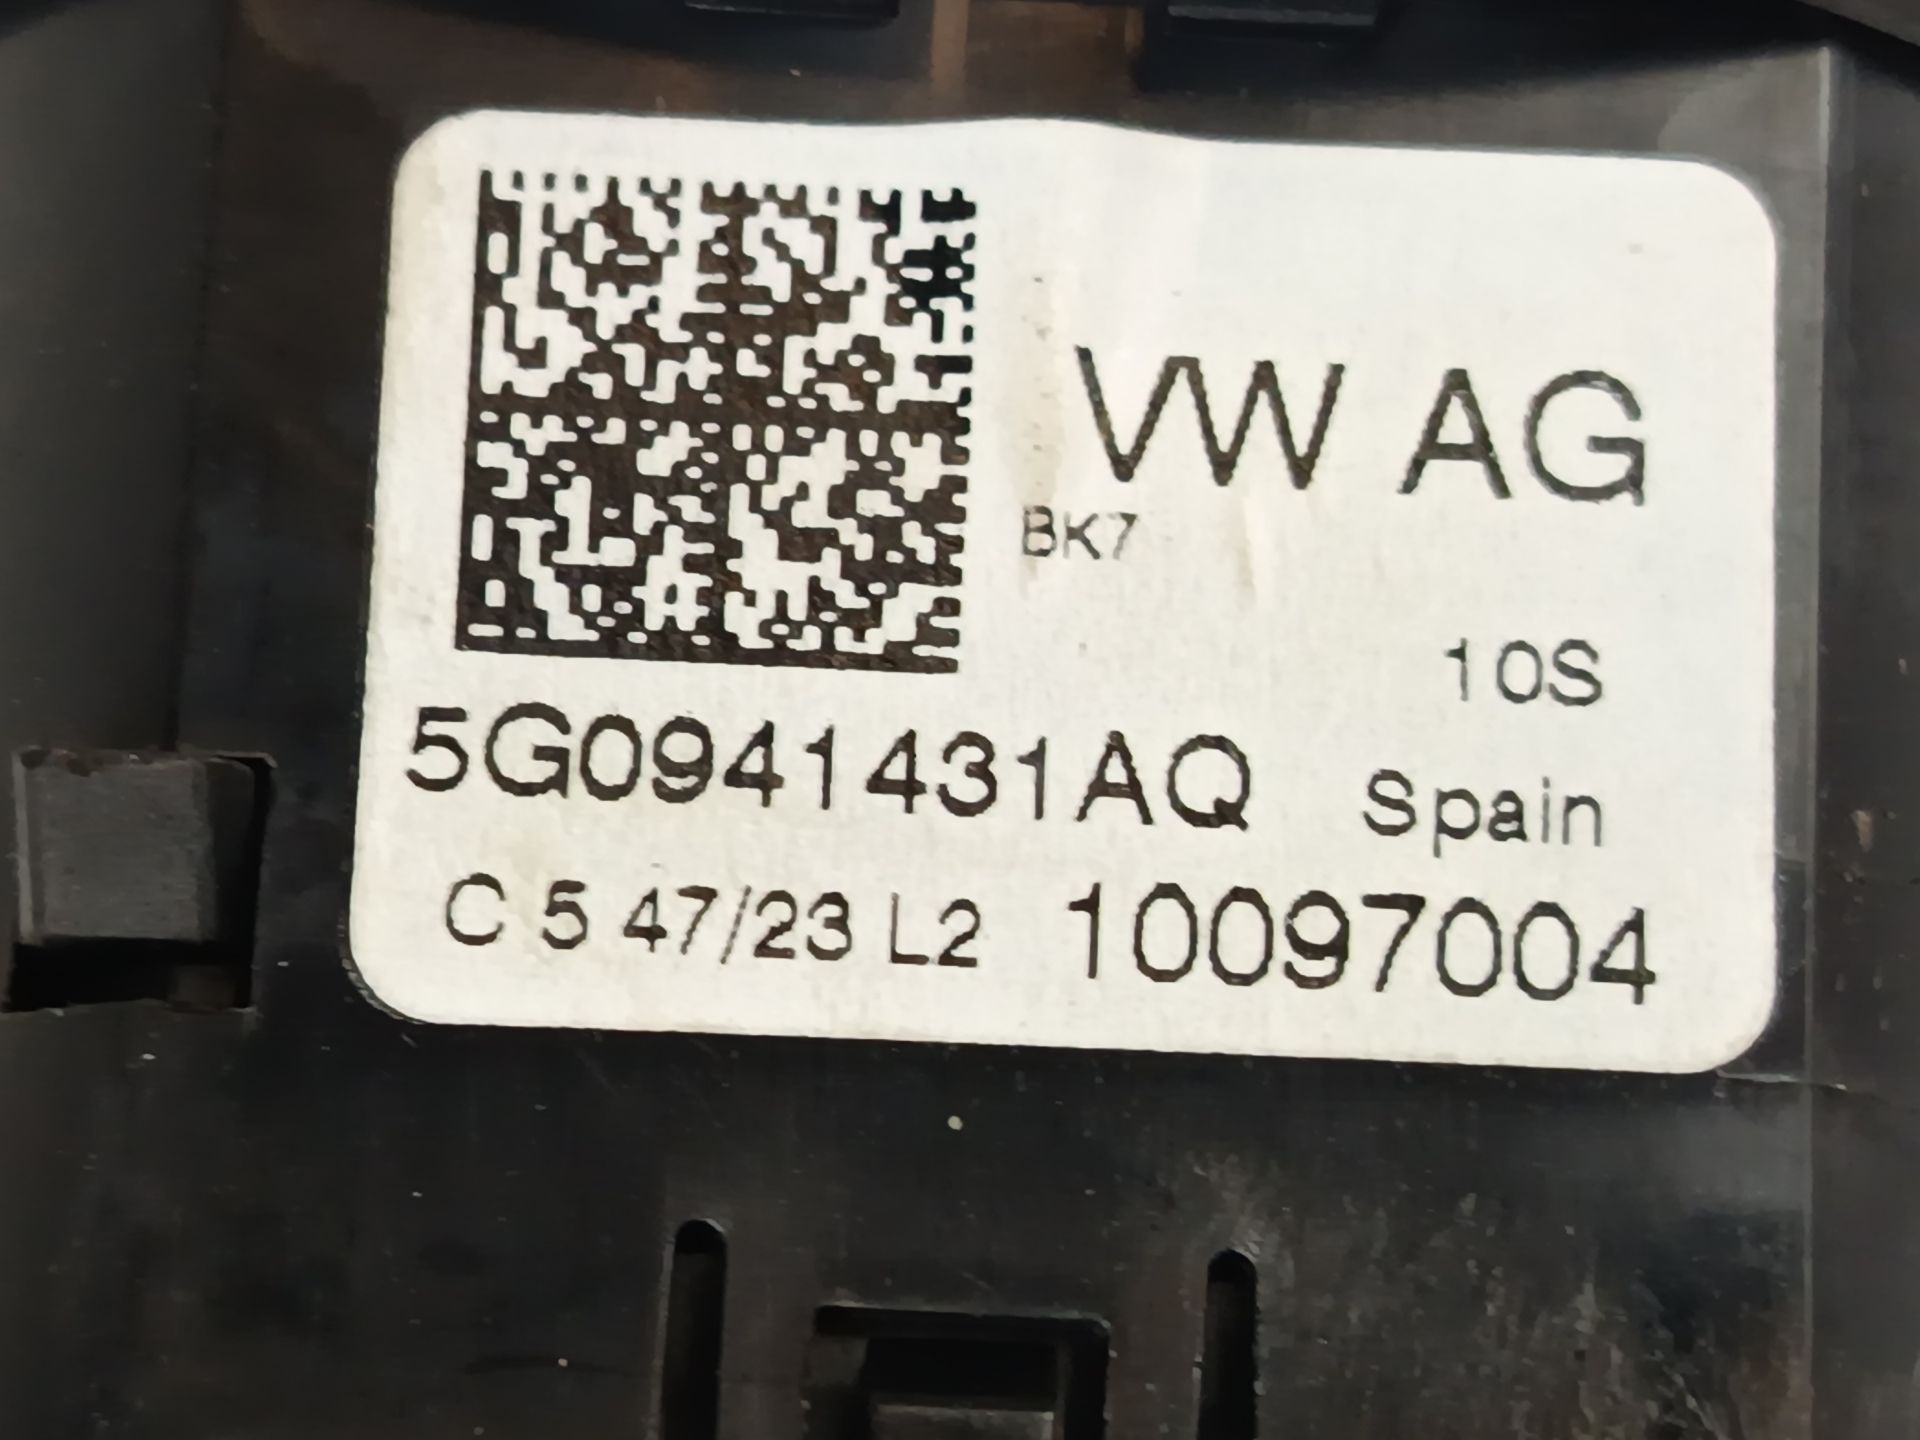 VW AG
BK7
10S
5G0941431AQ Spain
C 5 47/23 L2 10097004